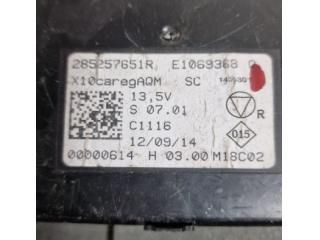 285257651R E1069368
X10caregAQM SC
13,5V
S 07.01
R
C1116
015
12/09/14
00000614 H 03.00 M18C02